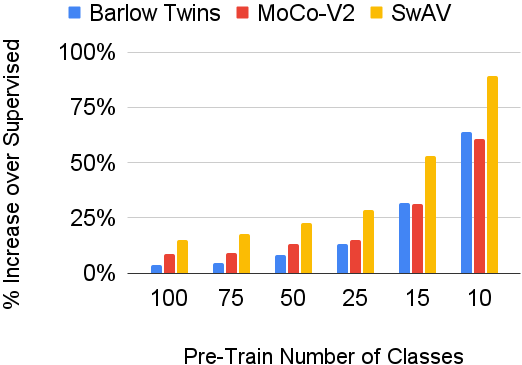 Barlow Twins MoCo-V2 SwAV
% Increase over Supervised
100%
75%
50%
25%
0%
100 75 50 25 15 10
Pre-Train Number of Classes